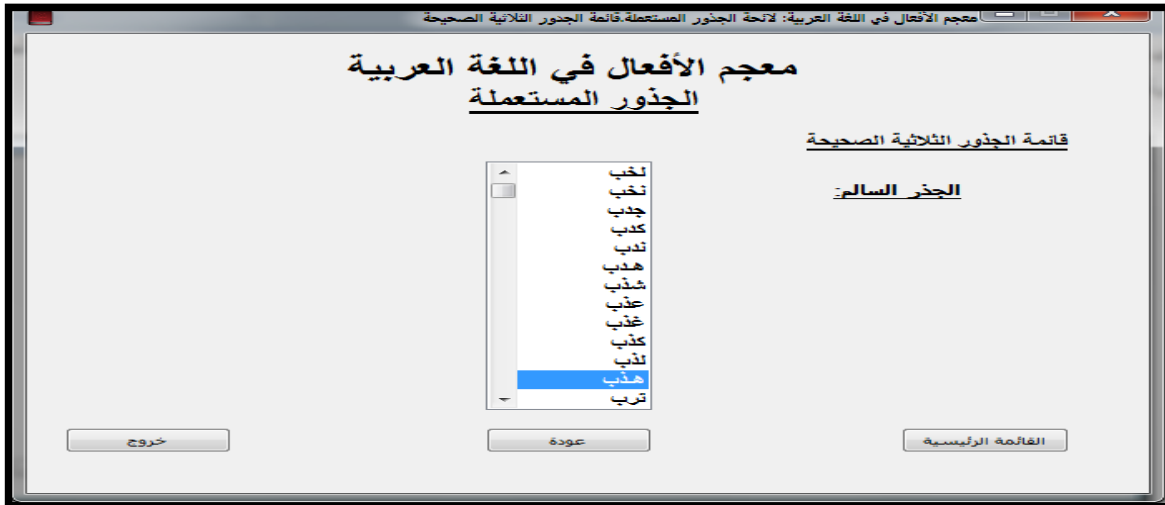 معجم الأفعال في اللغة العربية: لائحة الجذور المستعملة.قائمة الجذور الثلاثية الصحيحة
معجم الأفعال في اللغة العربية
الجذور المستعملة
قائمة الجذور الثلاثية الصحيحة
الجذر السالم:
لخب
نخب
جدب
كدب
ندب
هدب
شذب
عذب
غذب
كذب
لذب
هذب
ترب
القائمة الرئيسية
عودة
خروج